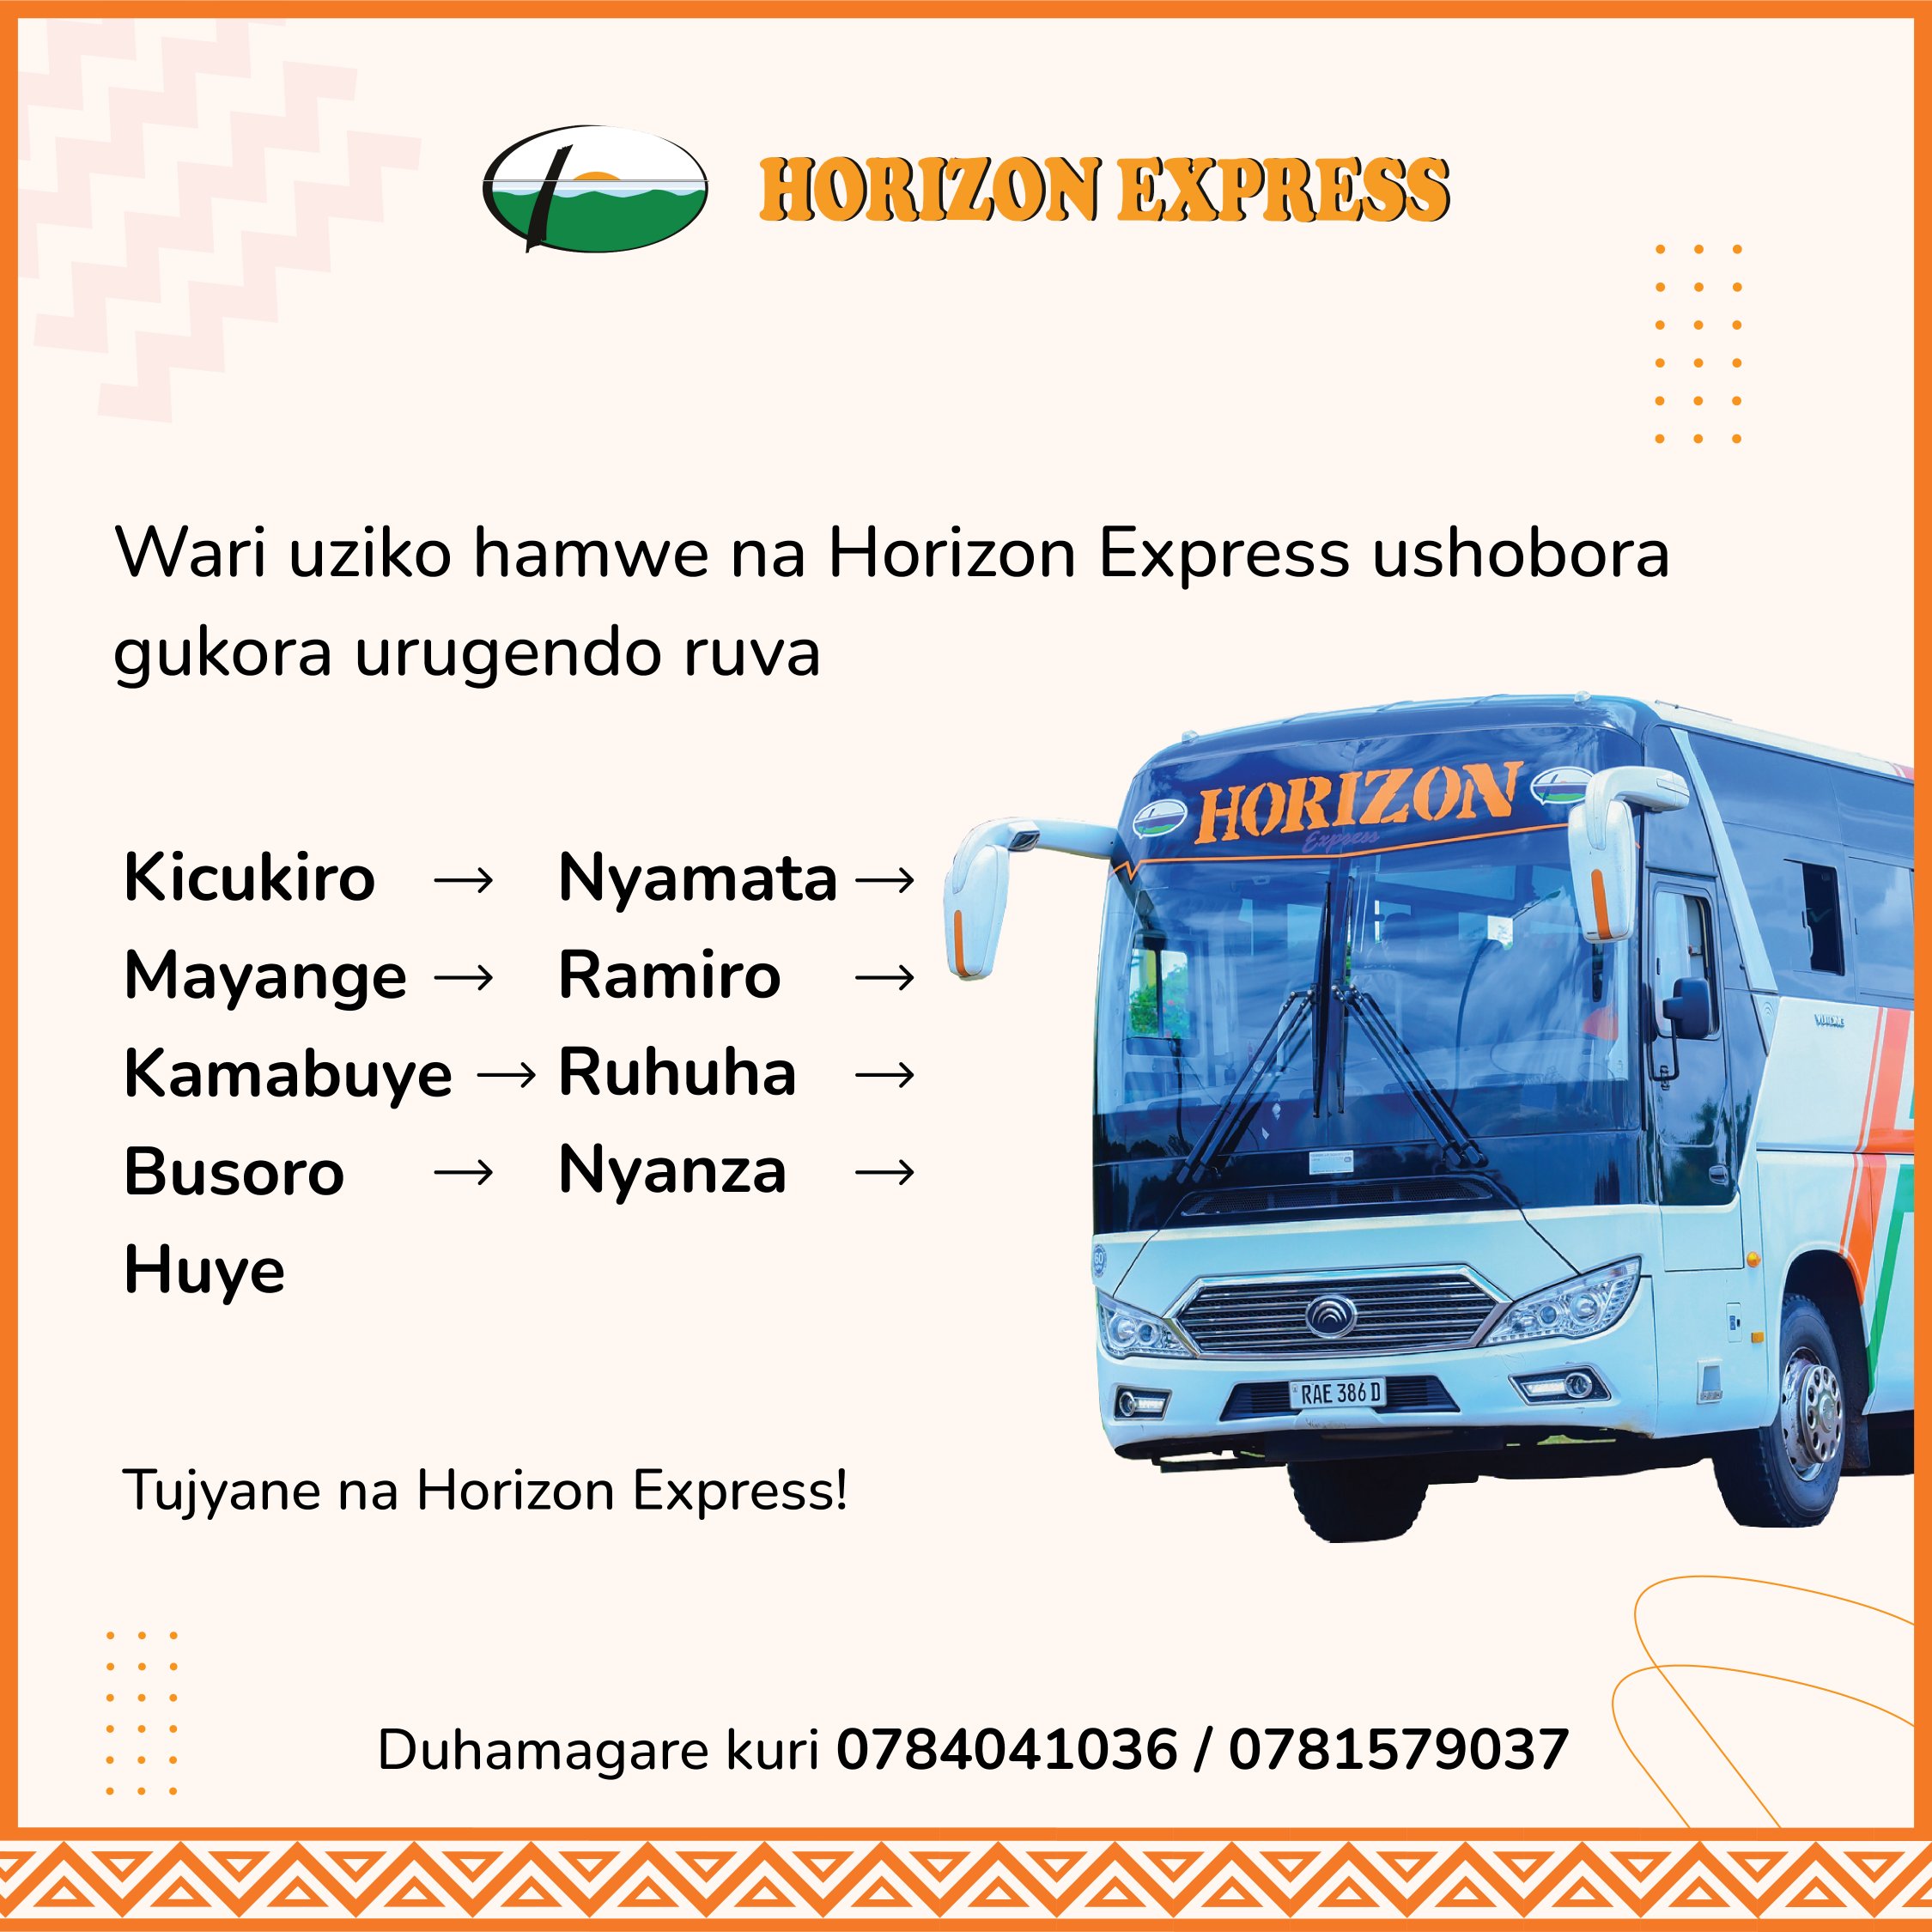 HORIZON EXPRESS
Wari uziko hamwe na Horizon Express ushobora
gukora urugendo ruva
Kicukiro → Nyamata →
Mayange → Ramiro →
Kamabuye → Ruhuha →
Busoro → Nyanza →
Huye
HORIZON
Express
RAE 386 D
Tujyane na Horizon Express!
Duhamagare kuri 0784041036 / 0781579037